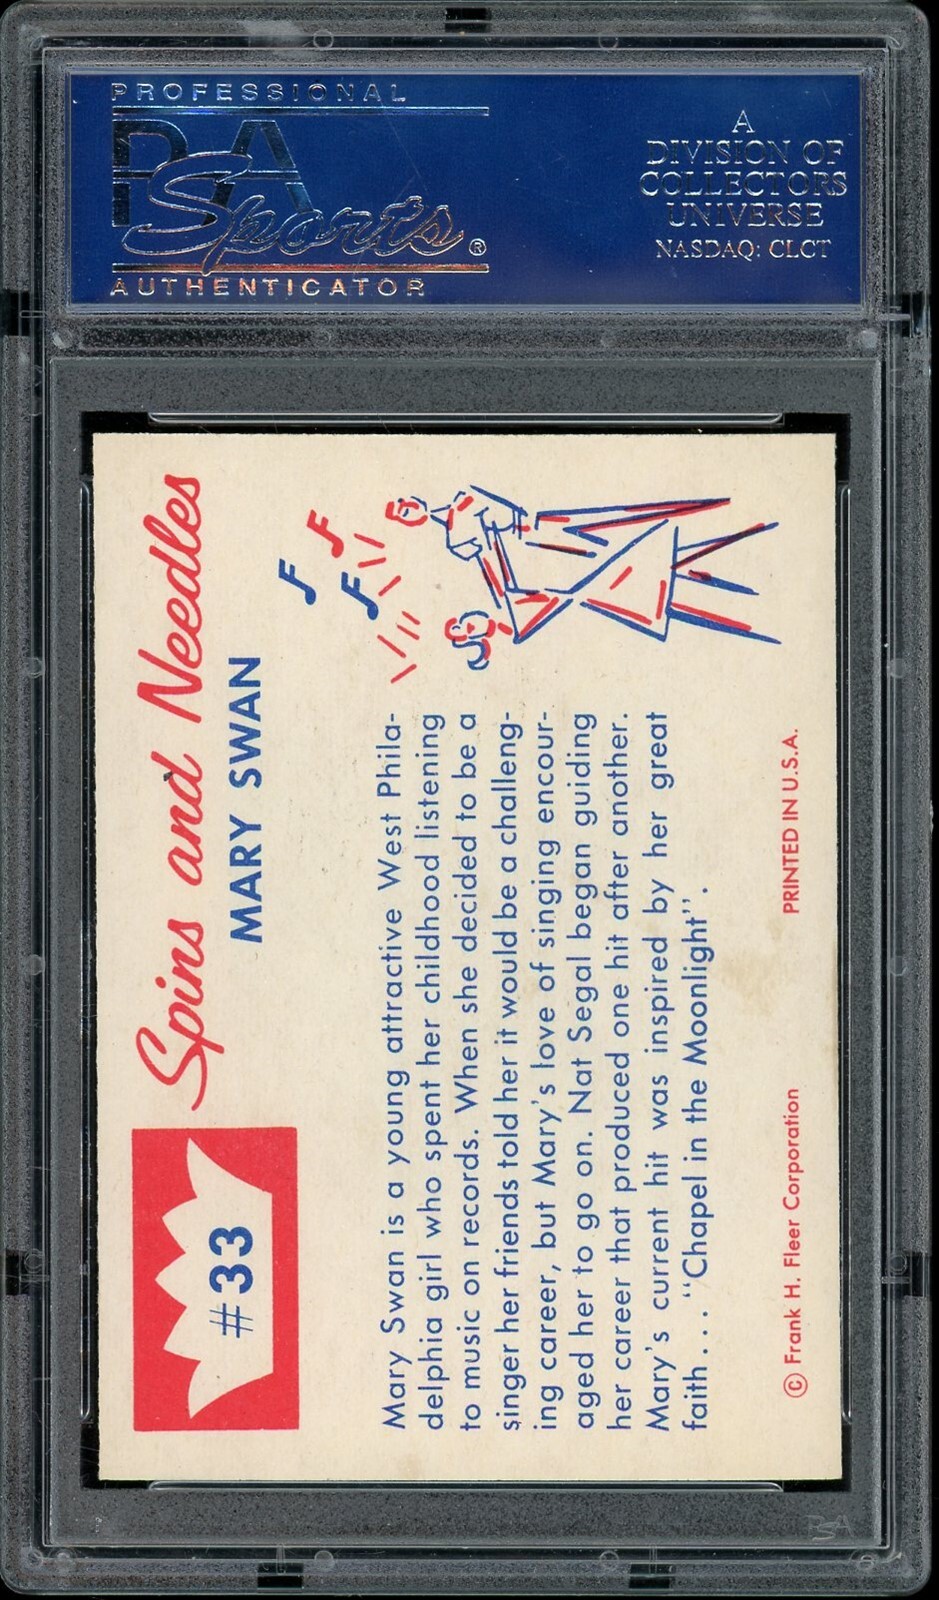 PROFESSIONAL
PSA
Sports®
AUTHENTICATOR
A
DIVISION OF
COLLECTORS
UNIVERSE
NASDAQ: CLCT
#33
Spins and Needles
MARY SWAN
Mary Swan is a young attractive West Phila-
delphia girl who spent her childhood listening
to music on records. When she decided to be a
singer her friends told her it would be a challeng-
ing career, but Mary's love of singing encour-
aged her to go on. Nat Segal began guiding
her career that produced one hit after another.
Mary's current hit was inspired by her great
faith... "Chapel in the Moonlight".
© Frank H. Fleer Corporation
PRINTED IN U.S.A.
PSA